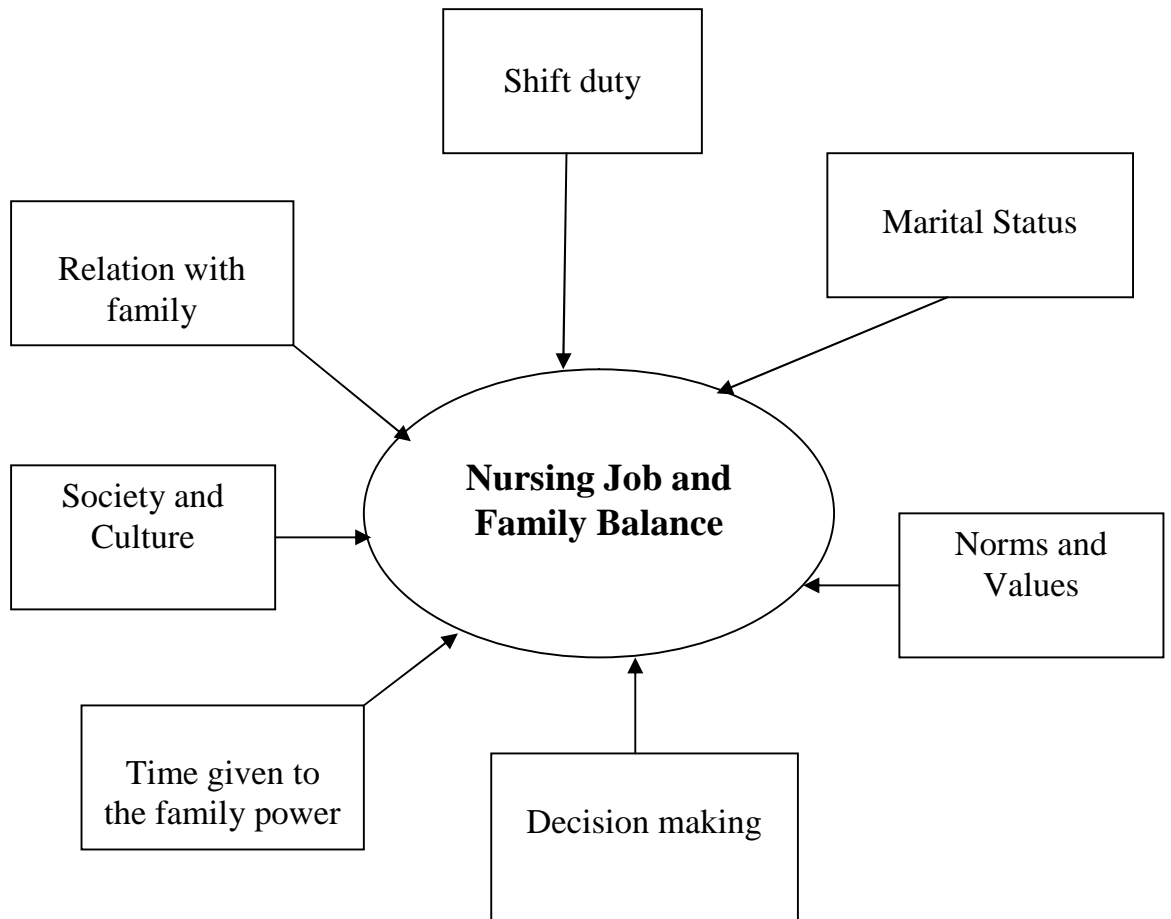 Shift duty
Marital Status
Relation with
family
Nursing Job and
Family Balance
Society and
Culture
Norms and
Values
Time given to
the family power
Decision making